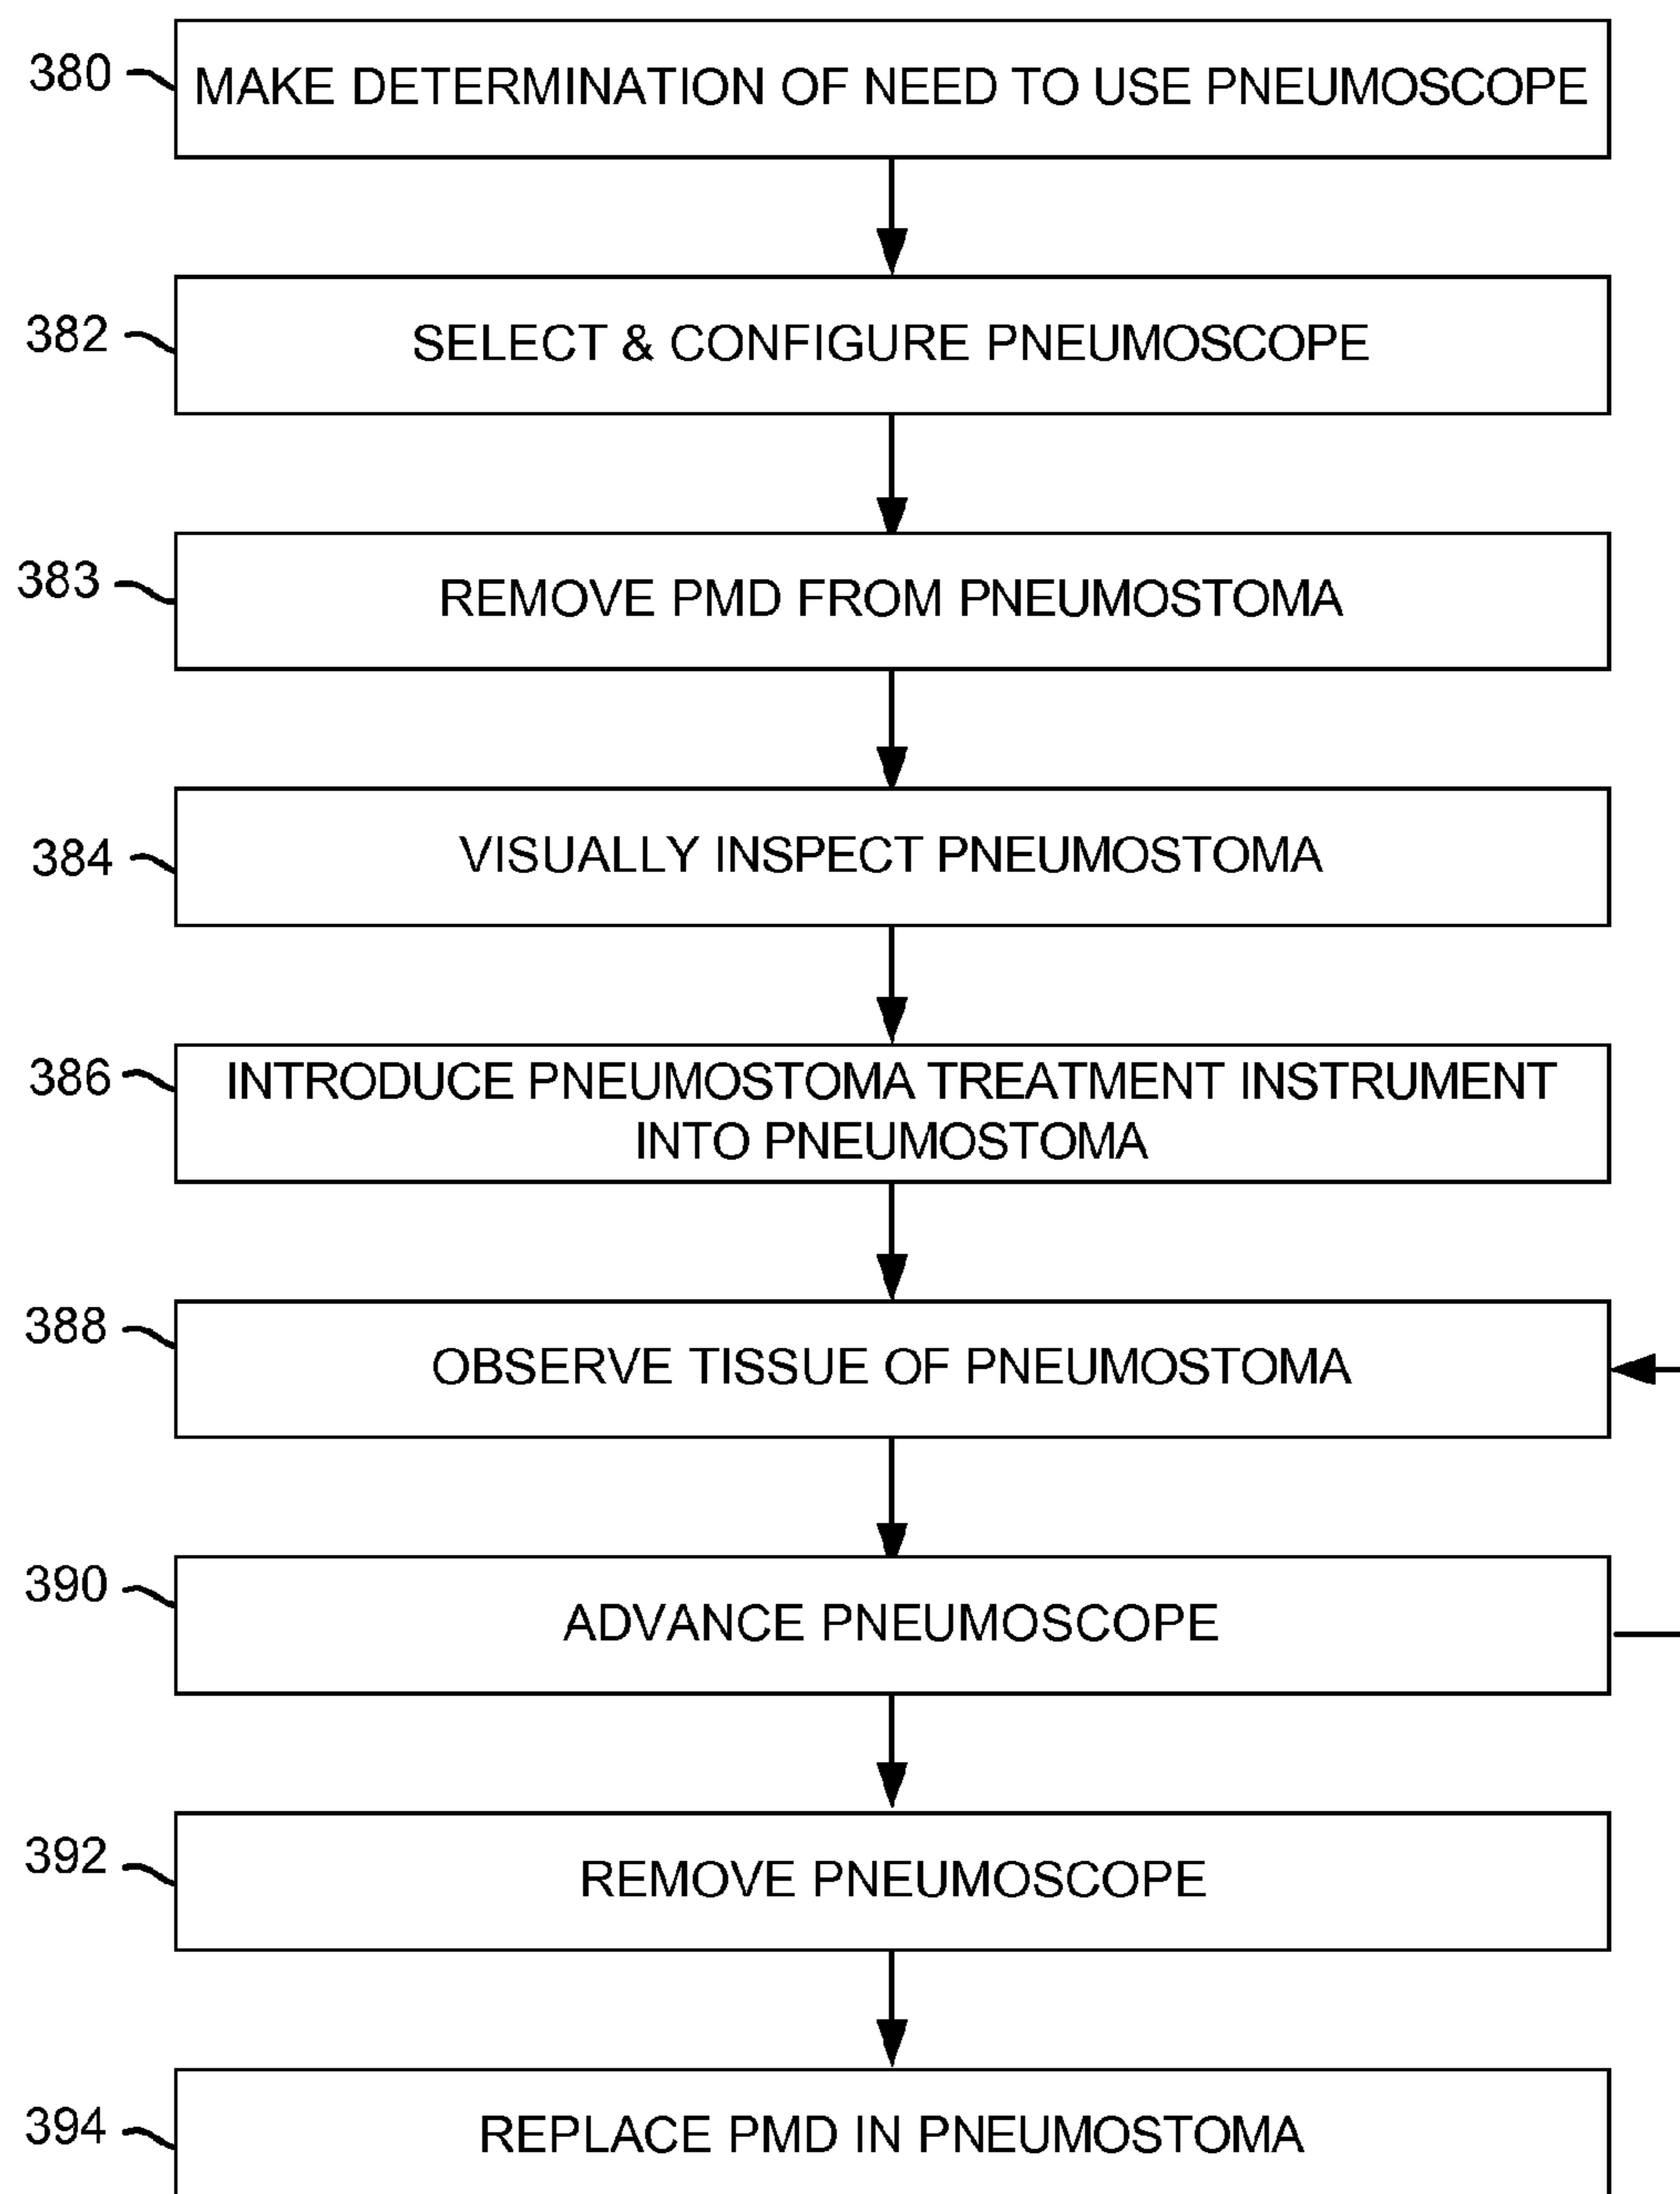 380
MAKE DETERMINATION OF NEED TO USE PNEUMOSCOPE
382
SELECT & CONFIGURE PNEUMOSCOPE
383
REMOVE PMD FROM PNEUMOSTOMA
384
VISUALLY INSPECT PNEUMOSTOMA
386
INTRODUCE PNEUMOSTOMA TREATMENT INSTRUMENT
INTO PNEUMOSTOMA
388
OBSERVE TISSUE OF PNEUMOSTOMA
390
ADVANCE PNEUMOSCOPE
392
REMOVE PNEUMOSCOPE
394
REPLACE PMD IN PNEUMOSTOMA